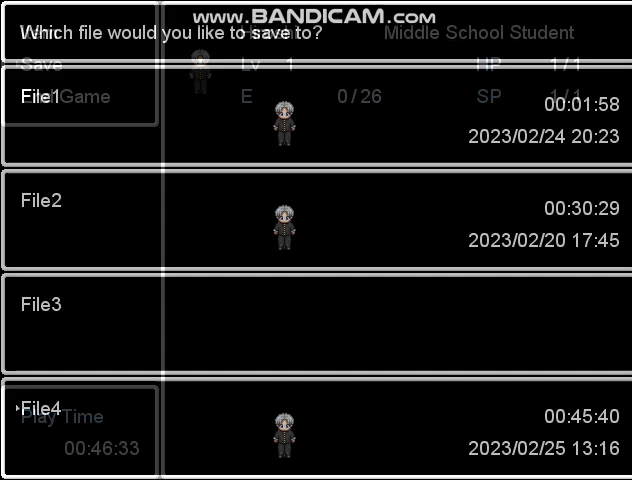 www.BANDICAM.com
Which file would you like to save to?
Hiroshi Middle School Student
Save
Lv 1 HP 1/1
File1
End Game
E 0/26 SP 1/1
00:01:58
2023/02/24 20:23
File2
00:30:29
2023/02/20 17:45
File3
File4
Play Time
00:45:40
00:46:33
2023/02/25 13:16